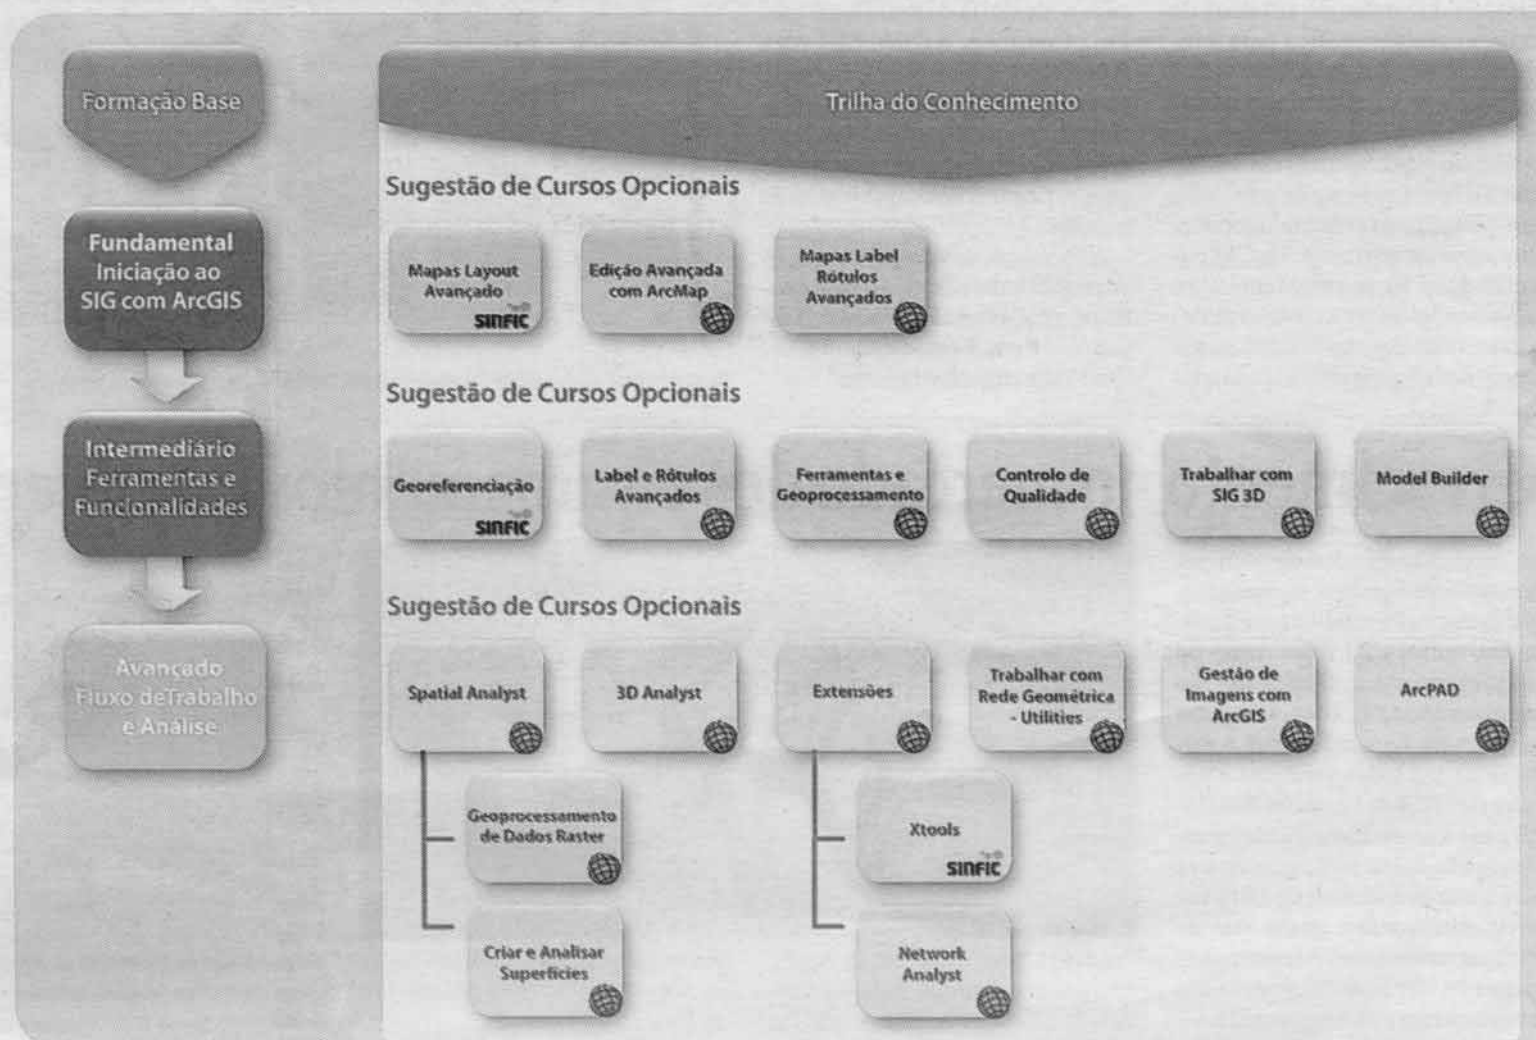 Formação Base
Trilha do Conhecimento
Fundamental
Iniciação ao
SIG com ArcGIS
Sugestão de Cursos Opcionais
Mapas Layout
Avançado
SINFIC
Edição Avançada
com ArcMap
Mapas Label
Rótulos
Avançados
Intermediário
Ferramentas e
Funcionalidades
Sugestão de Cursos Opcionais
Georeferenciação
SINFIC
Label e Rótulos
Avançados
Ferramentas e
Geoprocessamento
Controlo de
Qualidade
Trabalhar com
SIG 3D
Model Builder
Avançado
Fluxo deTrabalho
e Análise
Sugestão de Cursos Opcionais
Spatial Analyst
3D Analyst
Extensões
Trabalhar com
Rede Geométrica
- Utilities
Gestão de
Imagens com
ArcGIS
ArcPAD
Geoprocessamento
de Dados Raster
Xtools
SINFIC
Criar e Analisar
Superfícies
Network
Analyst